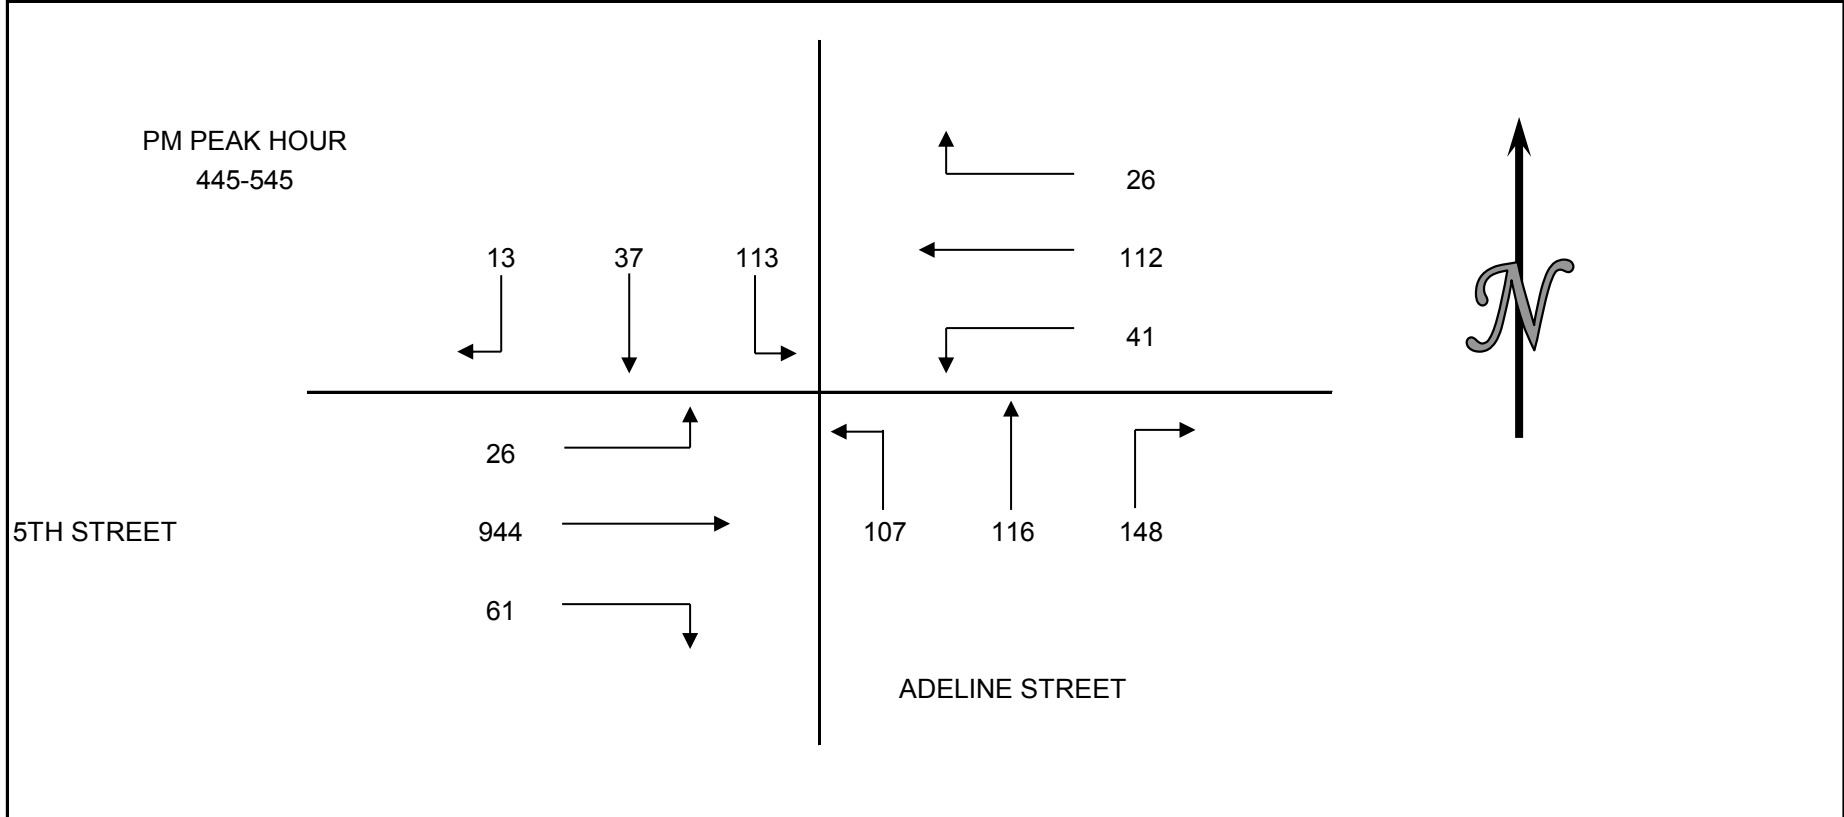 PM PEAK HOUR
445-545
26
13 37 113 112
41
26
5TH STREET 944 107 116 148
61
ADELINE STREET
N